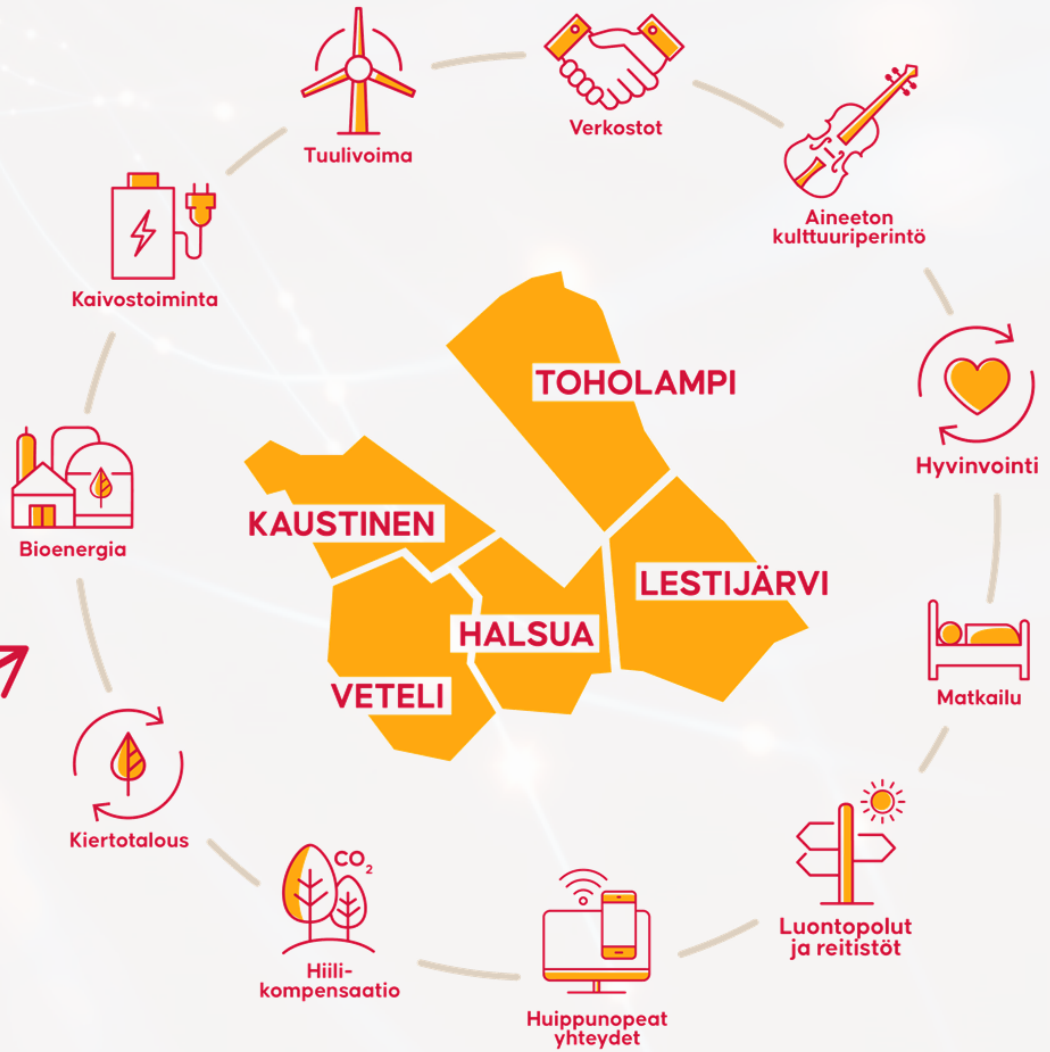 Tuulivoima
Verkostot
Aineeton
kulttuuriperintö
Kaivostoiminta
Hyvinvointi
TOHOLAMPI
KAUSTINEN
LESTIJÄRVI
HALSUA
VETELI
Bioenergia
Matkailu
Kiertotalous
CO₂
Hiili-
kompensaatio
Luontopolut
ja reitistöt
Huippunopeat
yhteydet